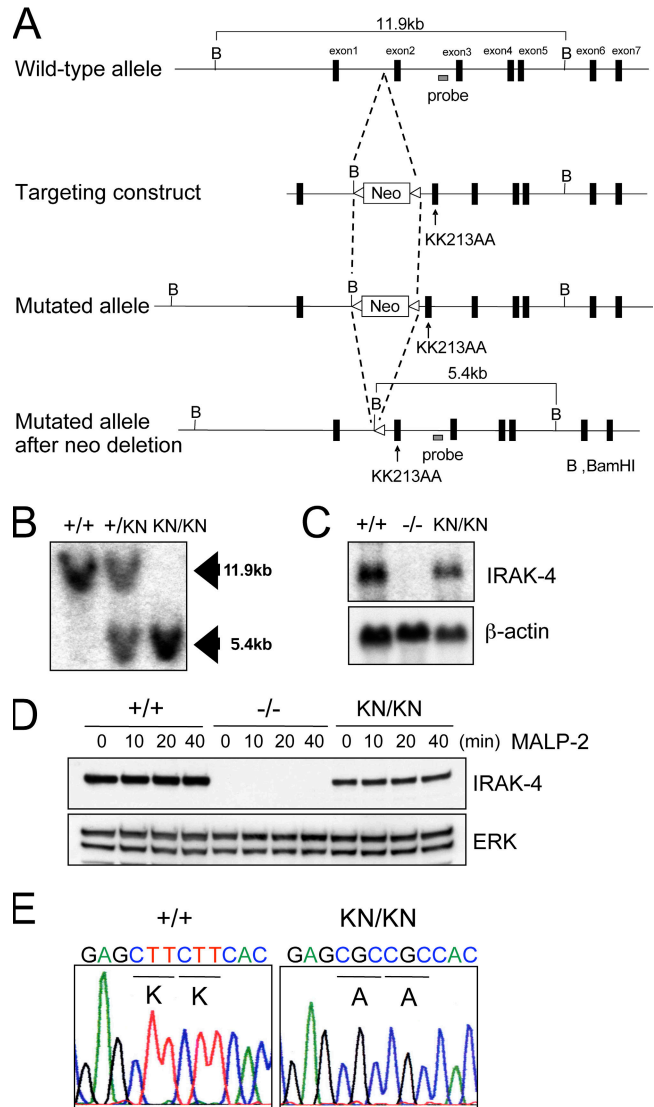 A
11.9kb
B exon1 exon2 exon3 exon4 exon5 B exon6 exon7
Wild-type allele
probe
B B
Targeting construct Neo
KK213AA
B B B
Mutated allele Neo
KK213AA
5.4kb
B B B
Mutated allele
after neo deletion
probe
KK213AA
B ,BamHI
B
+/+ +/KN KN/KN
11.9kb
5.4kb
C
+/+ -/- KN/KN
IRAK-4
β-actin
D
+/+ -/- KN/KN
0 10 20 40 0 10 20 40 0 10 20 40 (min) MALP-2
IRAK-4
ERK
E
+/+ KN/KN
GAGCTTCTTCAC GAGCGCCGCCAC
K K A A